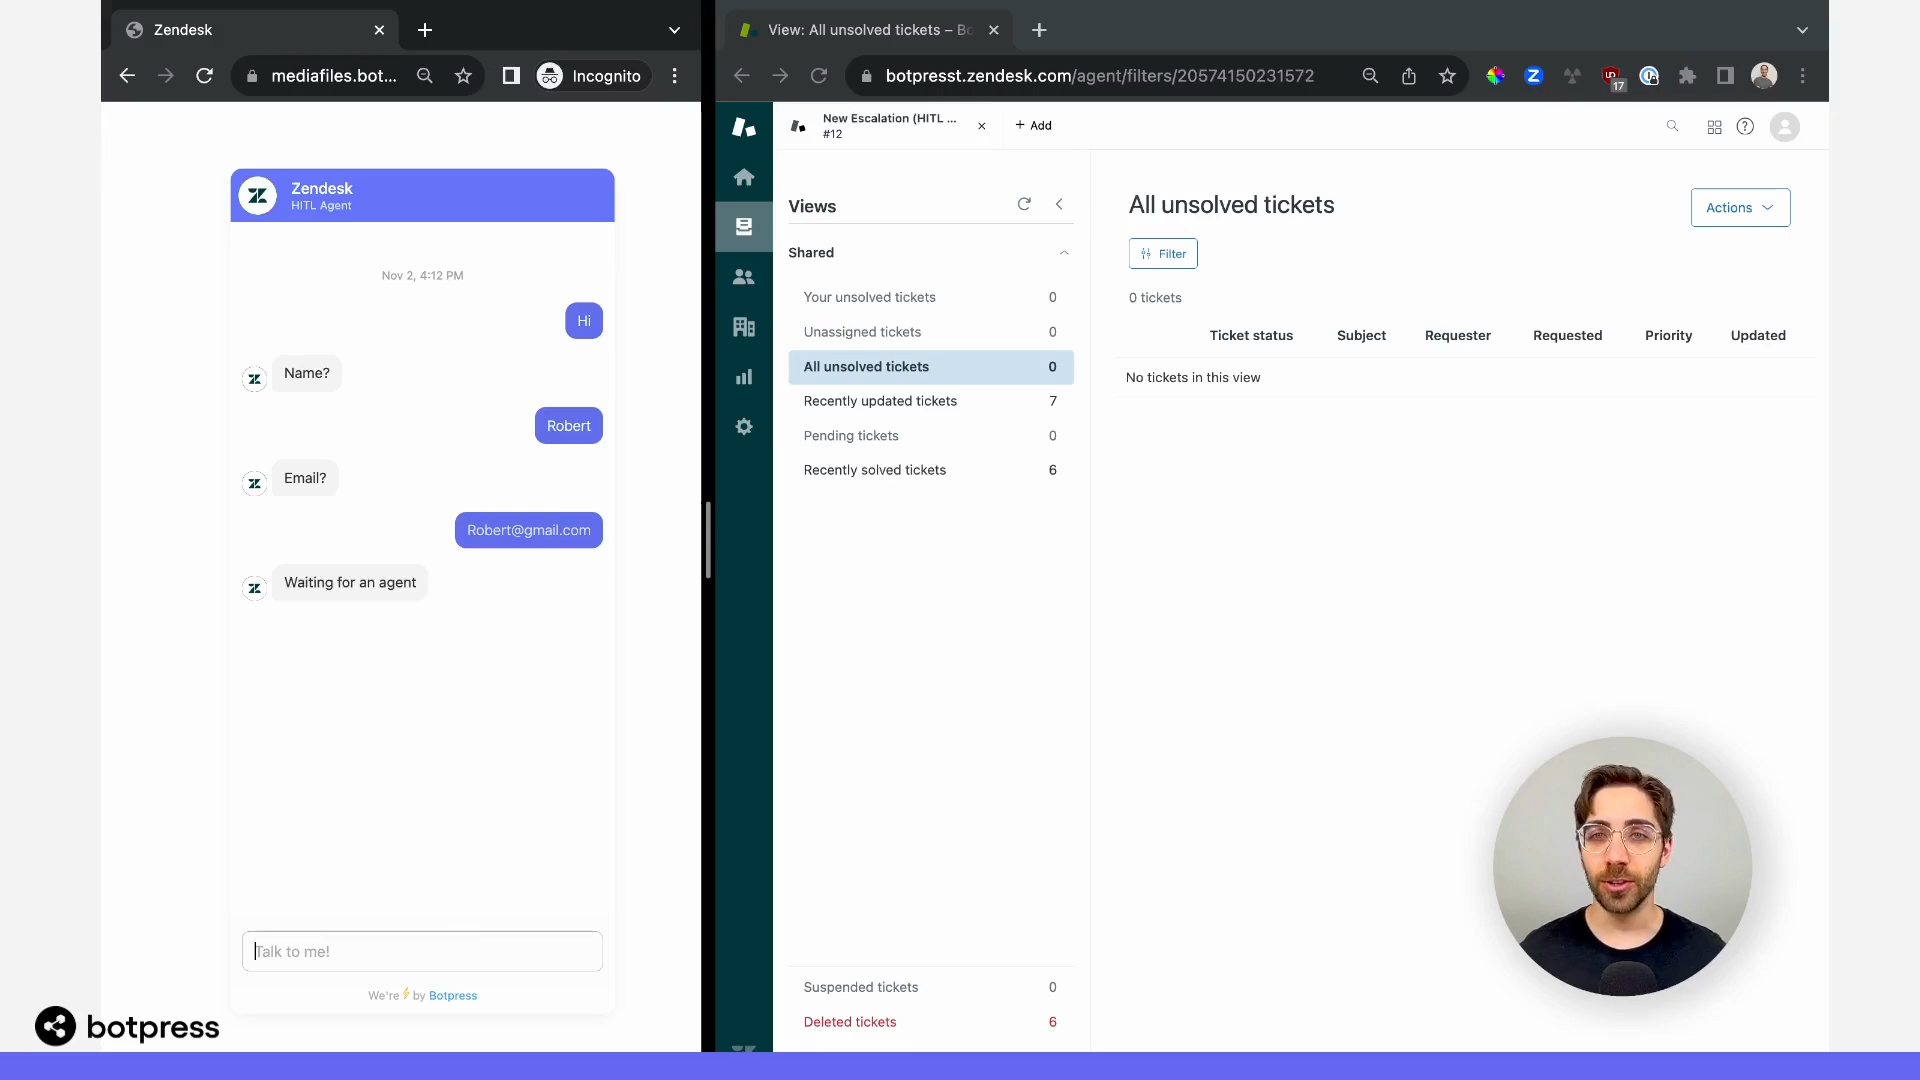 Zendesk
mediafiles.bot...
Incognito
Zendesk
HITL Agent
Nov 2, 4:12 PM
Hi
Name?
Robert
Email?
Robert@gmail.com
Waiting for an agent
Talk to me!
We're⚡by Botpress
botpress
View: All unsolved tickets – Bo
botpresst.zendesk.com/agent/filters/20574150231572
17
New Escalation (HITL ...
#12
+ Add
Views
Shared
Your unsolved tickets 0
Unassigned tickets 0
All unsolved tickets 0
Recently updated tickets 7
Pending tickets 0
Recently solved tickets 6
Suspended tickets 0
Deleted tickets 6
All unsolved tickets
Actions
Filter
0 tickets
Ticket status Subject Requester Requested Priority Updated
No tickets in this view